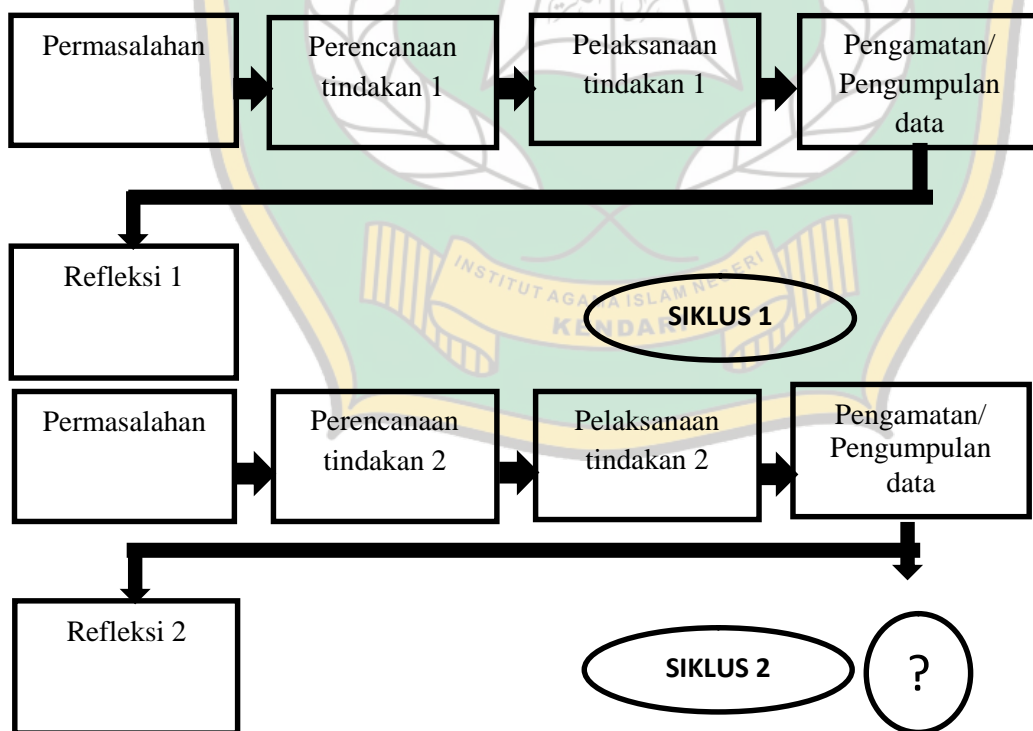 Permasalahan
Perencanaan
tindakan 1
Pelaksanaan
tindakan 1
Pengamatan/
Pengumpulan
data
Refleksi 1
INSTITUT AGAMA ISLAM NEGERI
KENDARI
SIKLUS 1
Permasalahan
Perencanaan
tindakan 2
Pelaksanaan
tindakan 2
Pengamatan/
Pengumpulan
data
Refleksi 2
SIKLUS 2
?